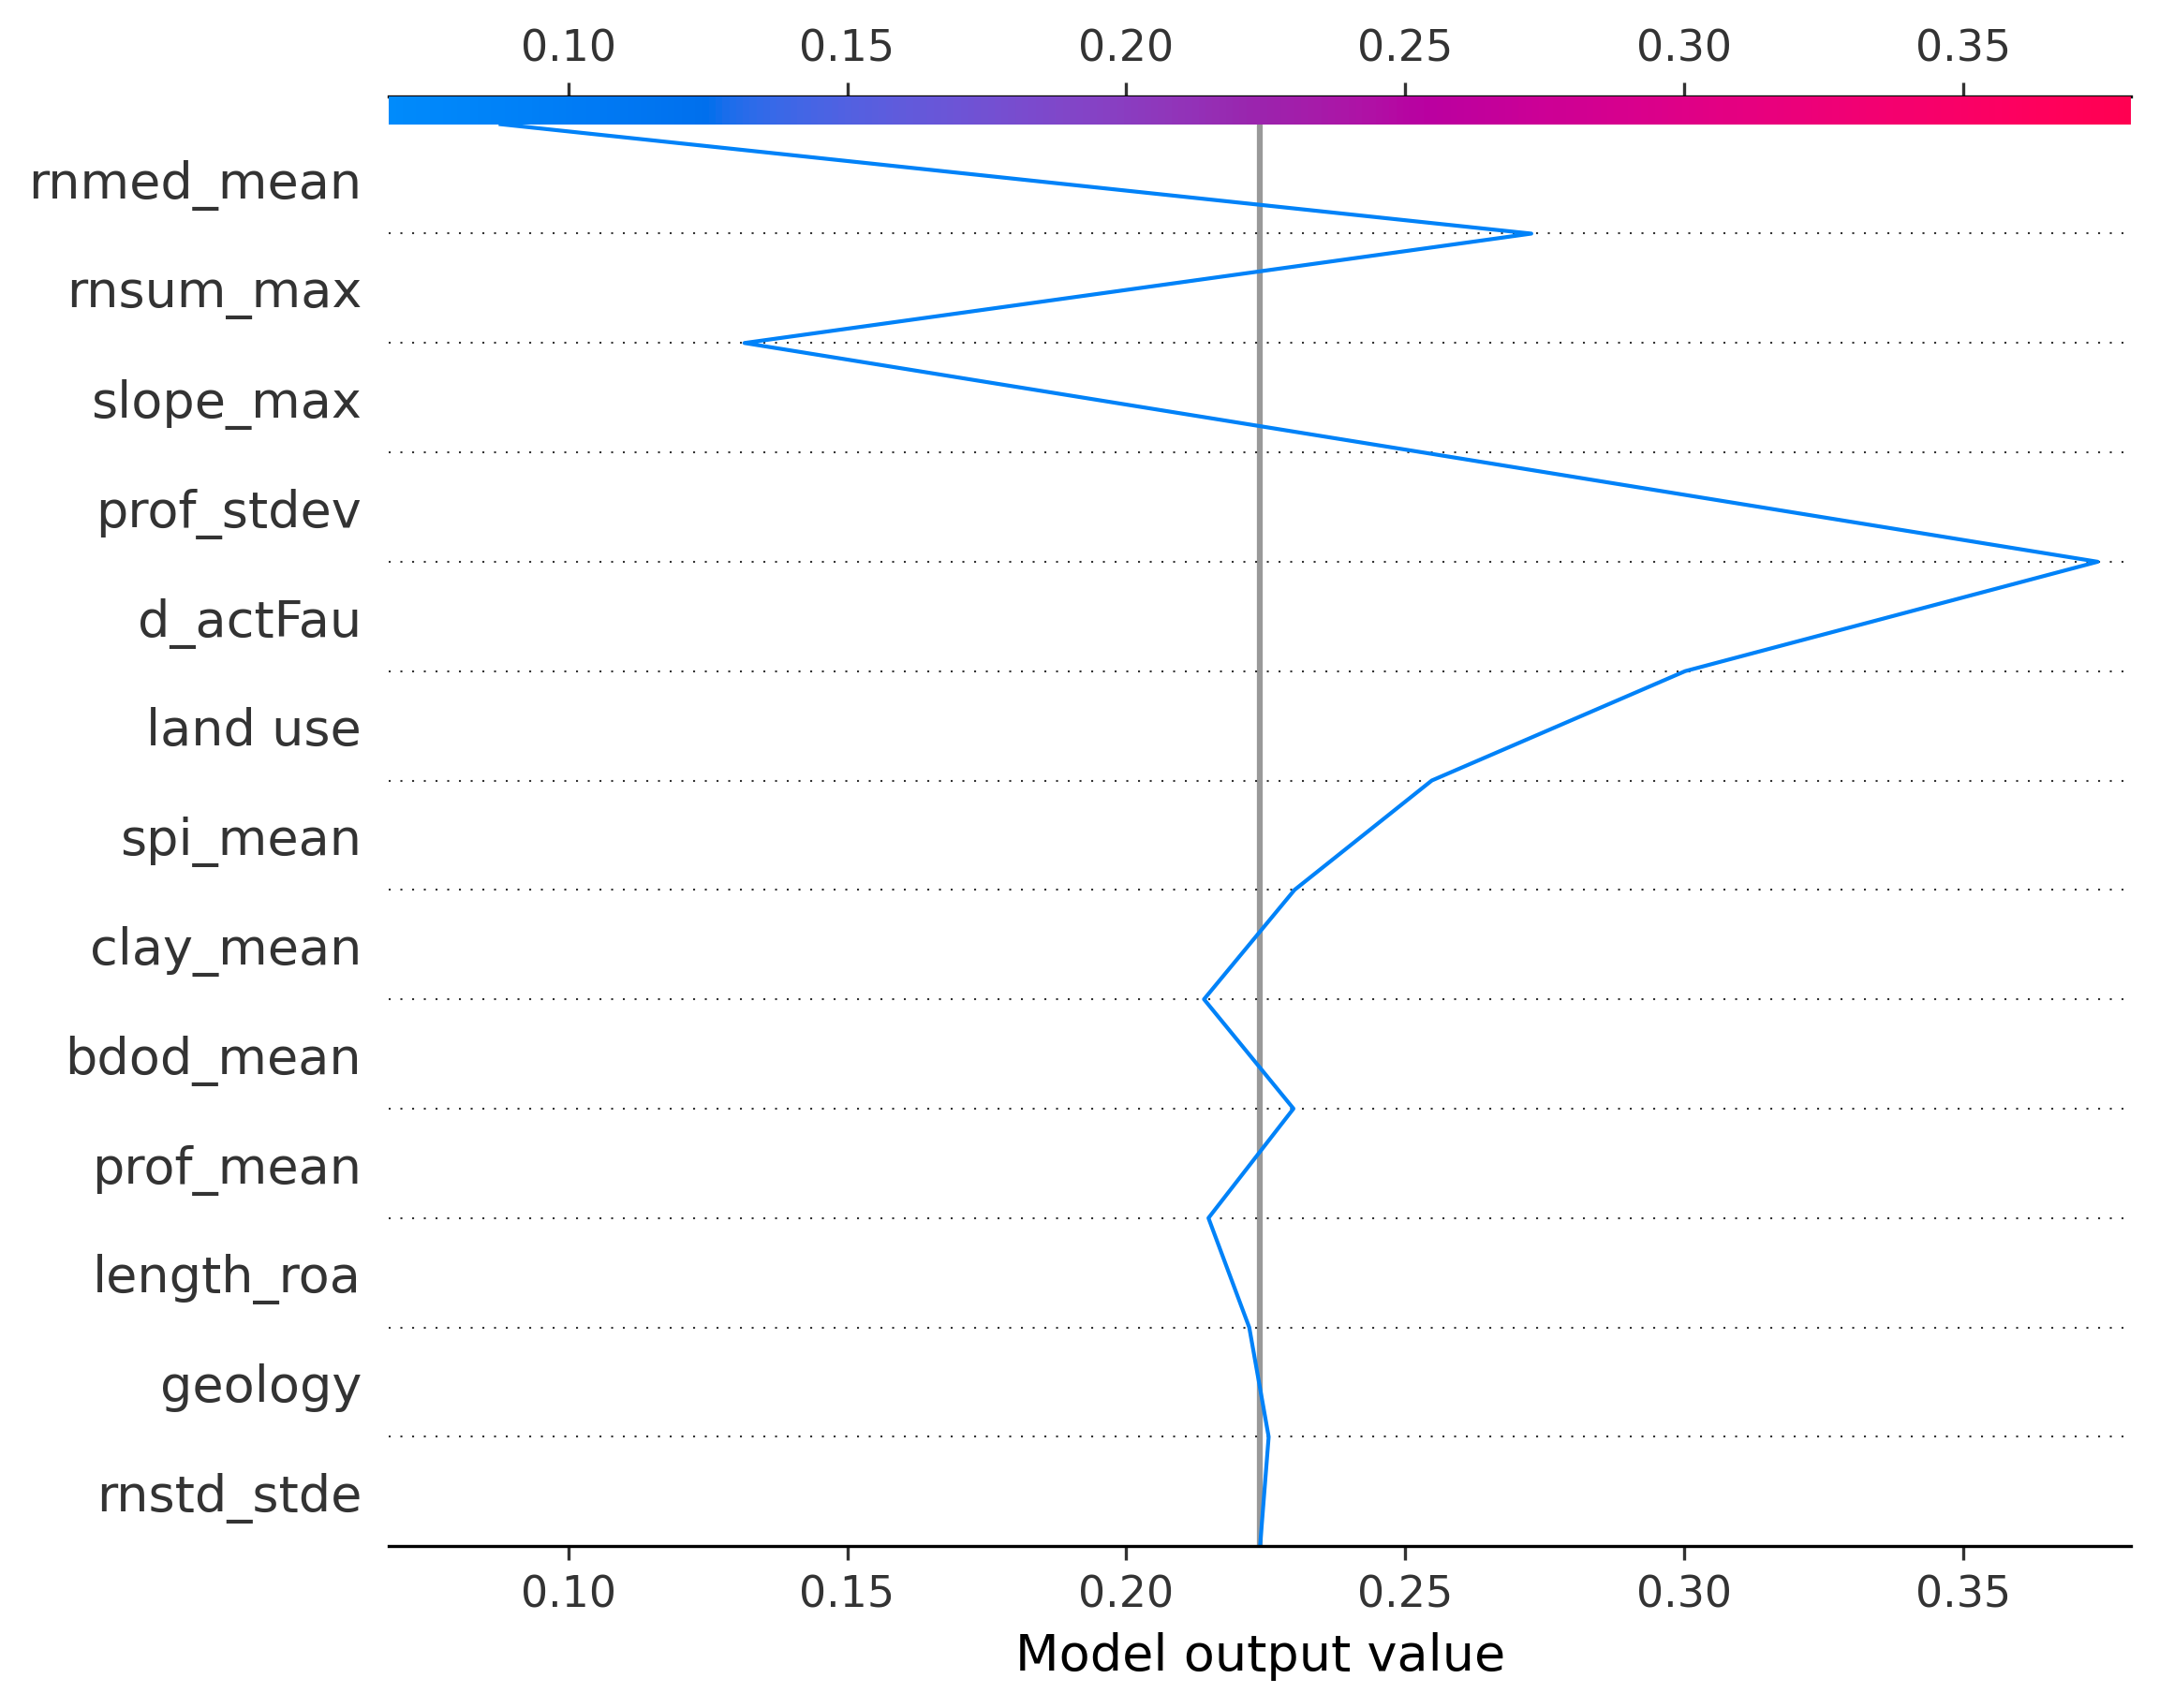 0.10 0.15 0.20 0.25 0.30 0.35
rnmed_mean
rnsum_max
slope_max
prof_stdev
d_actFau
land use
spi_mean
clay_mean
bdod_mean
prof_mean
length_roa
geology
rnstd_stde
0.10 0.15 0.20 0.25 0.30 0.35
Model output value